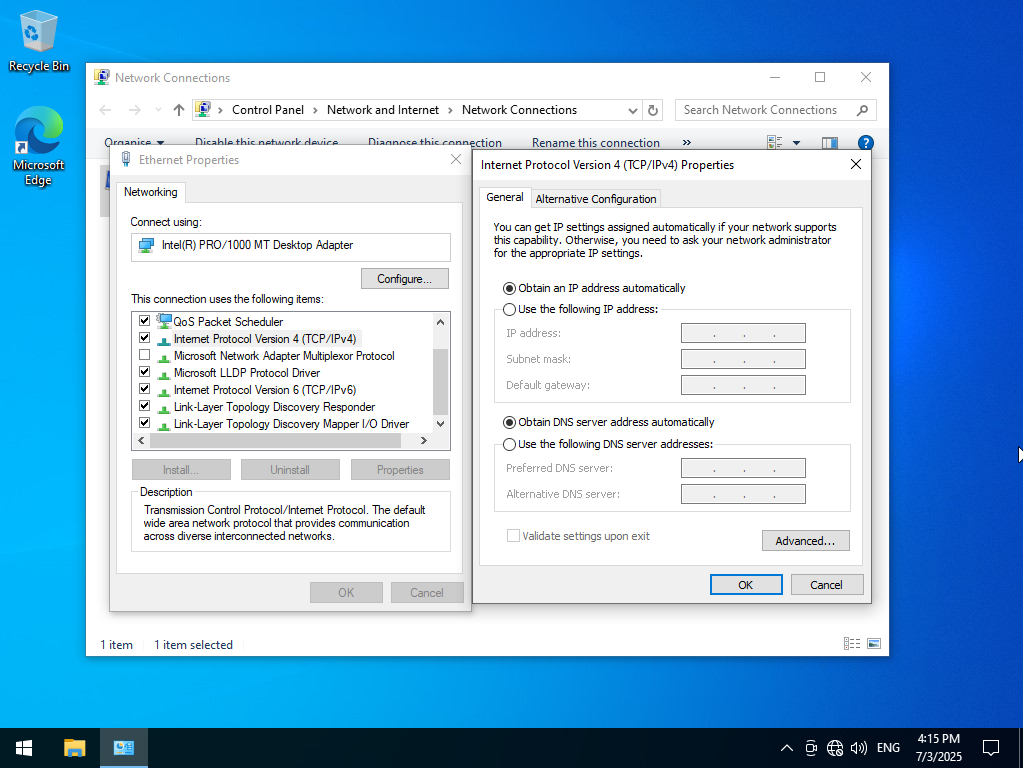 Recycle Bin
Microsoft
Edge
Network Connections
Control Panel
Network and Internet
Network Connections
Search Network Connections
Organise
Disable this network device
Diagnose this connection
Rename this connection
»
?
Ethernet Properties
Networking
Connect using:
Intel(R) PRO/1000 MT Desktop Adapter
Configure...
This connection uses the following items:
QoS Packet Scheduler
Internet Protocol Version 4 (TCP/IPv4)
Microsoft Network Adapter Multiplexor Protocol
Microsoft LLDP Protocol Driver
Internet Protocol Version 6 (TCP/IPv6)
Link-Layer Topology Discovery Responder
Link-Layer Topology Discovery Mapper I/O Driver
Install...
Uninstall
Properties
Description
Transmission Control Protocol/Internet Protocol. The default
wide area network protocol that provides communication
across diverse interconnected networks.
OK
Cancel
Internet Protocol Version 4 (TCP/IPv4) Properties
General
Alternative Configuration
You can get IP settings assigned automatically if your network supports
this capability. Otherwise, you need to ask your network administrator
for the appropriate IP settings.
Obtain an IP address automatically
Use the following IP address:
IP address:
Subnet mask:
Default gateway:
Obtain DNS server address automatically
Use the following DNS server addresses:
Preferred DNS server:
Alternative DNS server:
Validate settings upon exit
Advanced...
OK
Cancel
1 item
1 item selected
ENG
4:15 PM
7/3/2025